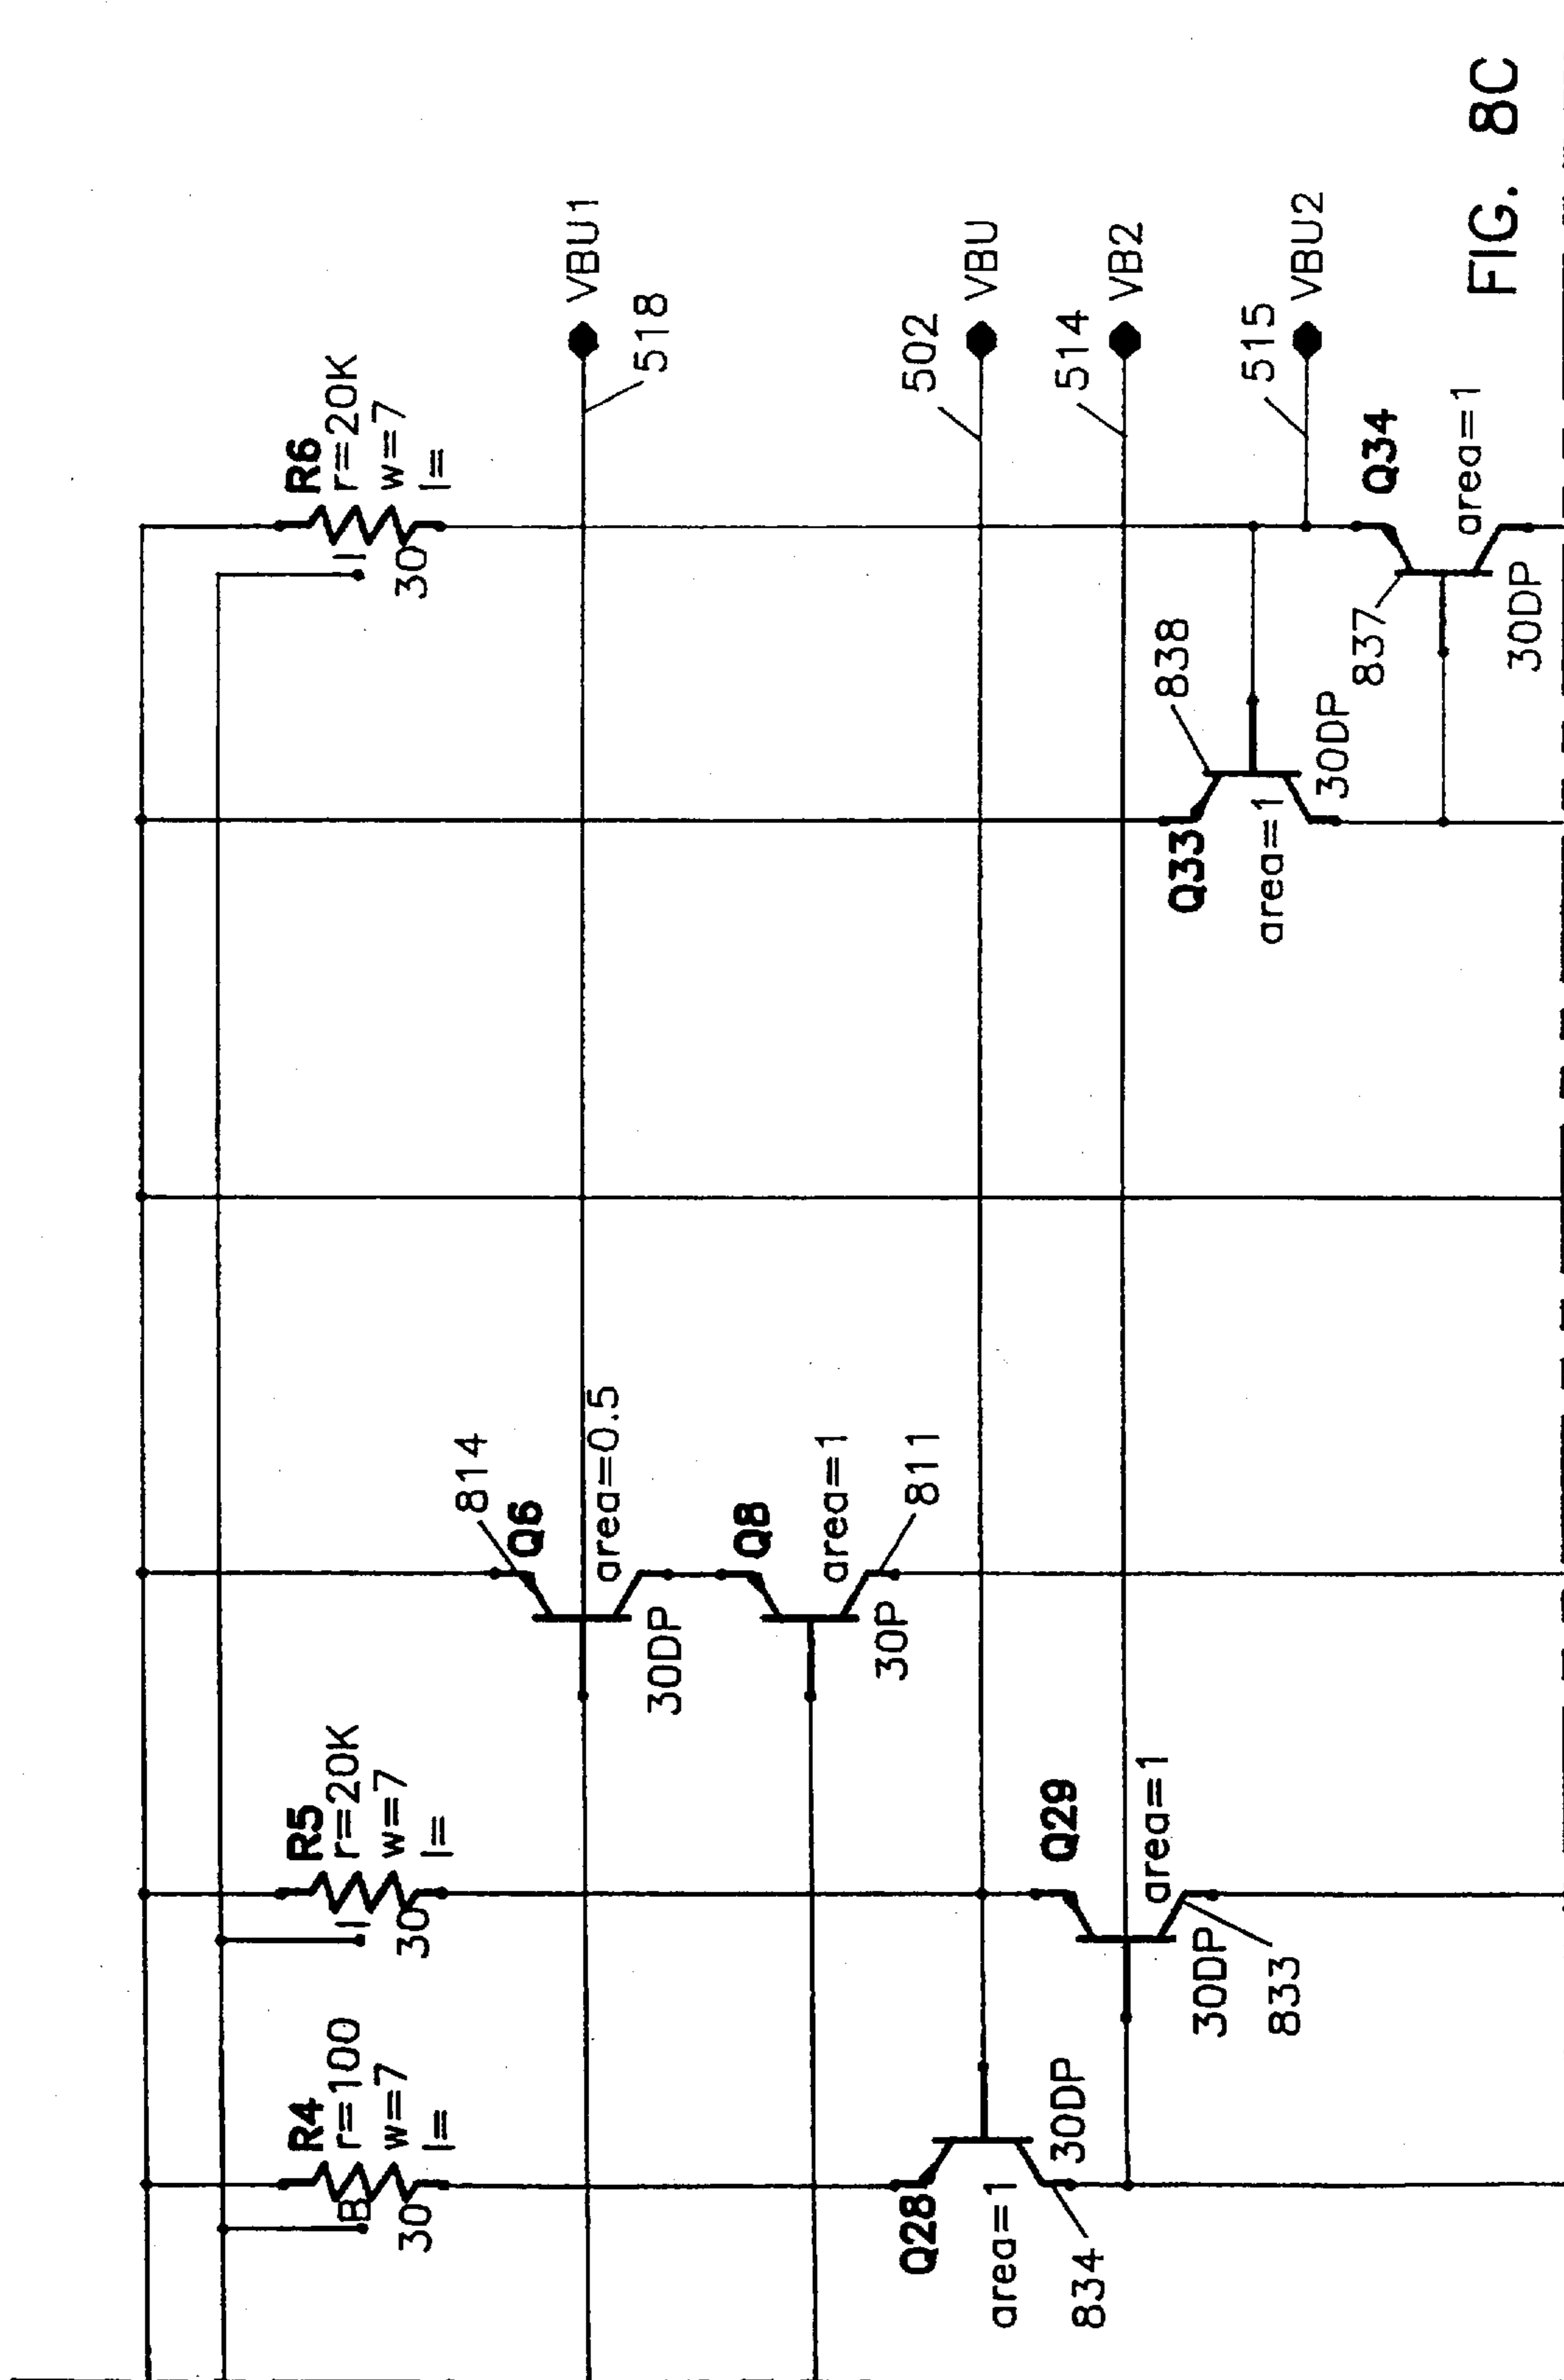 R4
r=100
w=7
l=
B
30
R5
r=20K
w=7
l=
I
30
R6
r=20K
w=7
l=
I
30
814
Q6
area=0.5
30DP
Q8
area=1
30P
811
VBU1
518
502
VBU
514
VB2
515
VBU2
Q28
area=1
30DP
834
Q29
area=1
30DP
833
838
Q33
area=1
30DP
Q34
area=1
837
30DP
FIG. 8C